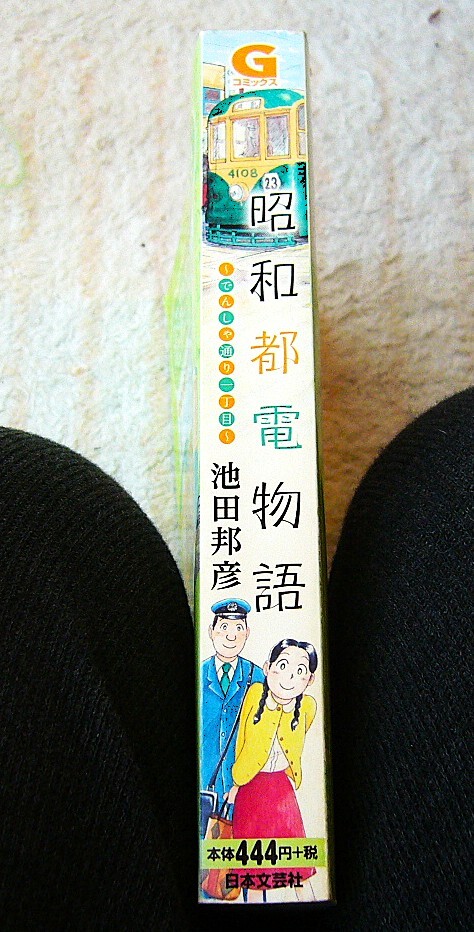 G
コミックス
4108
23
昭和都電物語
～でんしゃ通り一丁目～
池田邦彦
本体444円+税
日本文芸社